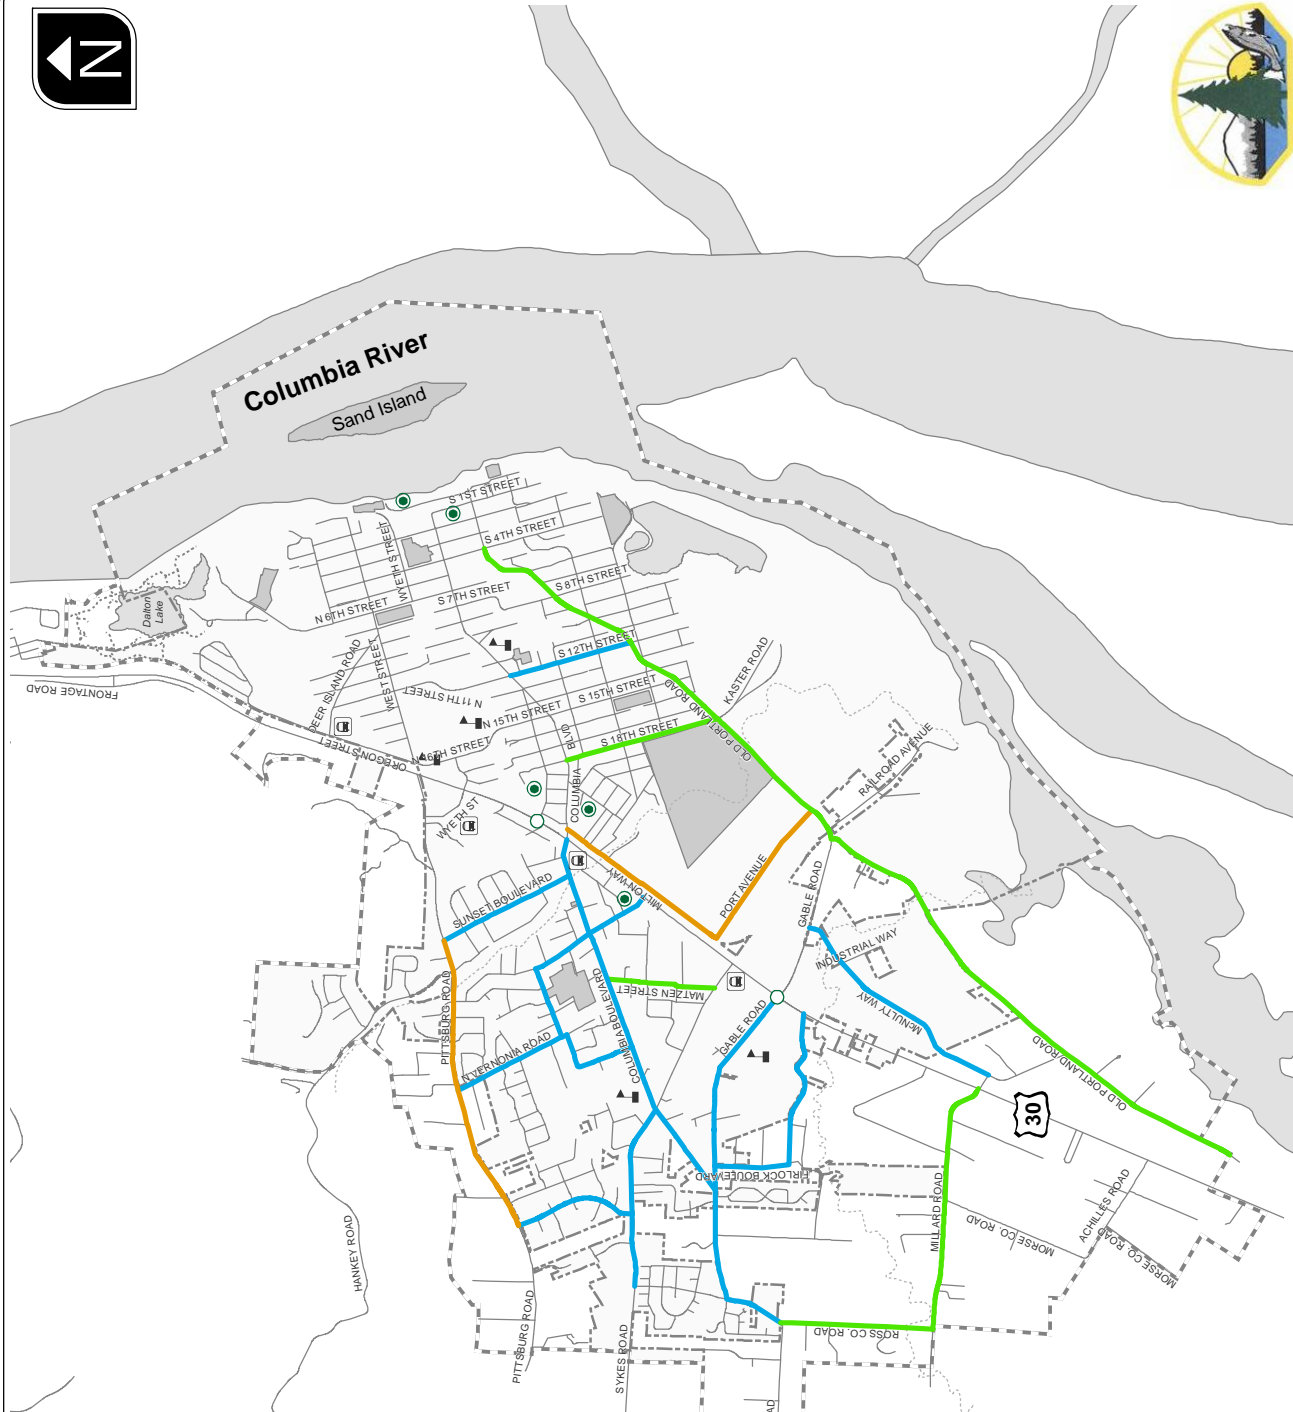 N
Columbia River
Sand Island
S 1ST STREET
S 4TH STREET
WYETH STREET
S 8TH STREET
S 7TH STREET
N 6TH STREET
Dalton
Lake
S 12TH STREET
DEER ISLAND ROAD
WEST STREET
N 11TH STREET
FRONTAGE ROAD
KASTER ROAD
S 15TH STREET
N 15TH STREET
OLD PORTLAND ROAD
S 18TH STREET
BLVD
N 16TH STREET
OREGON STREET
RAILROAD AVENUE
COLUMBIA
WYETH ST
MILTON WAY
PORT AVENUE
GABLE ROAD
SUNSET BOULEVARD
INDUSTRIAL WAY
PITTSBURG ROAD
MATZEN STREET
COLUMBIA BOULEVARD
GABLE ROAD
McNULTY WAY
N VERNONIA ROAD
OLD PORTLAND ROAD
30
FIRLOCK BOULEVARD
MILLARD ROAD
ACHILLES ROAD
MORSE CO. ROAD
MORSE CO. ROAD
HANKEY ROAD
PITTSBURG ROAD
SYKES ROAD
ROSS CO. ROAD